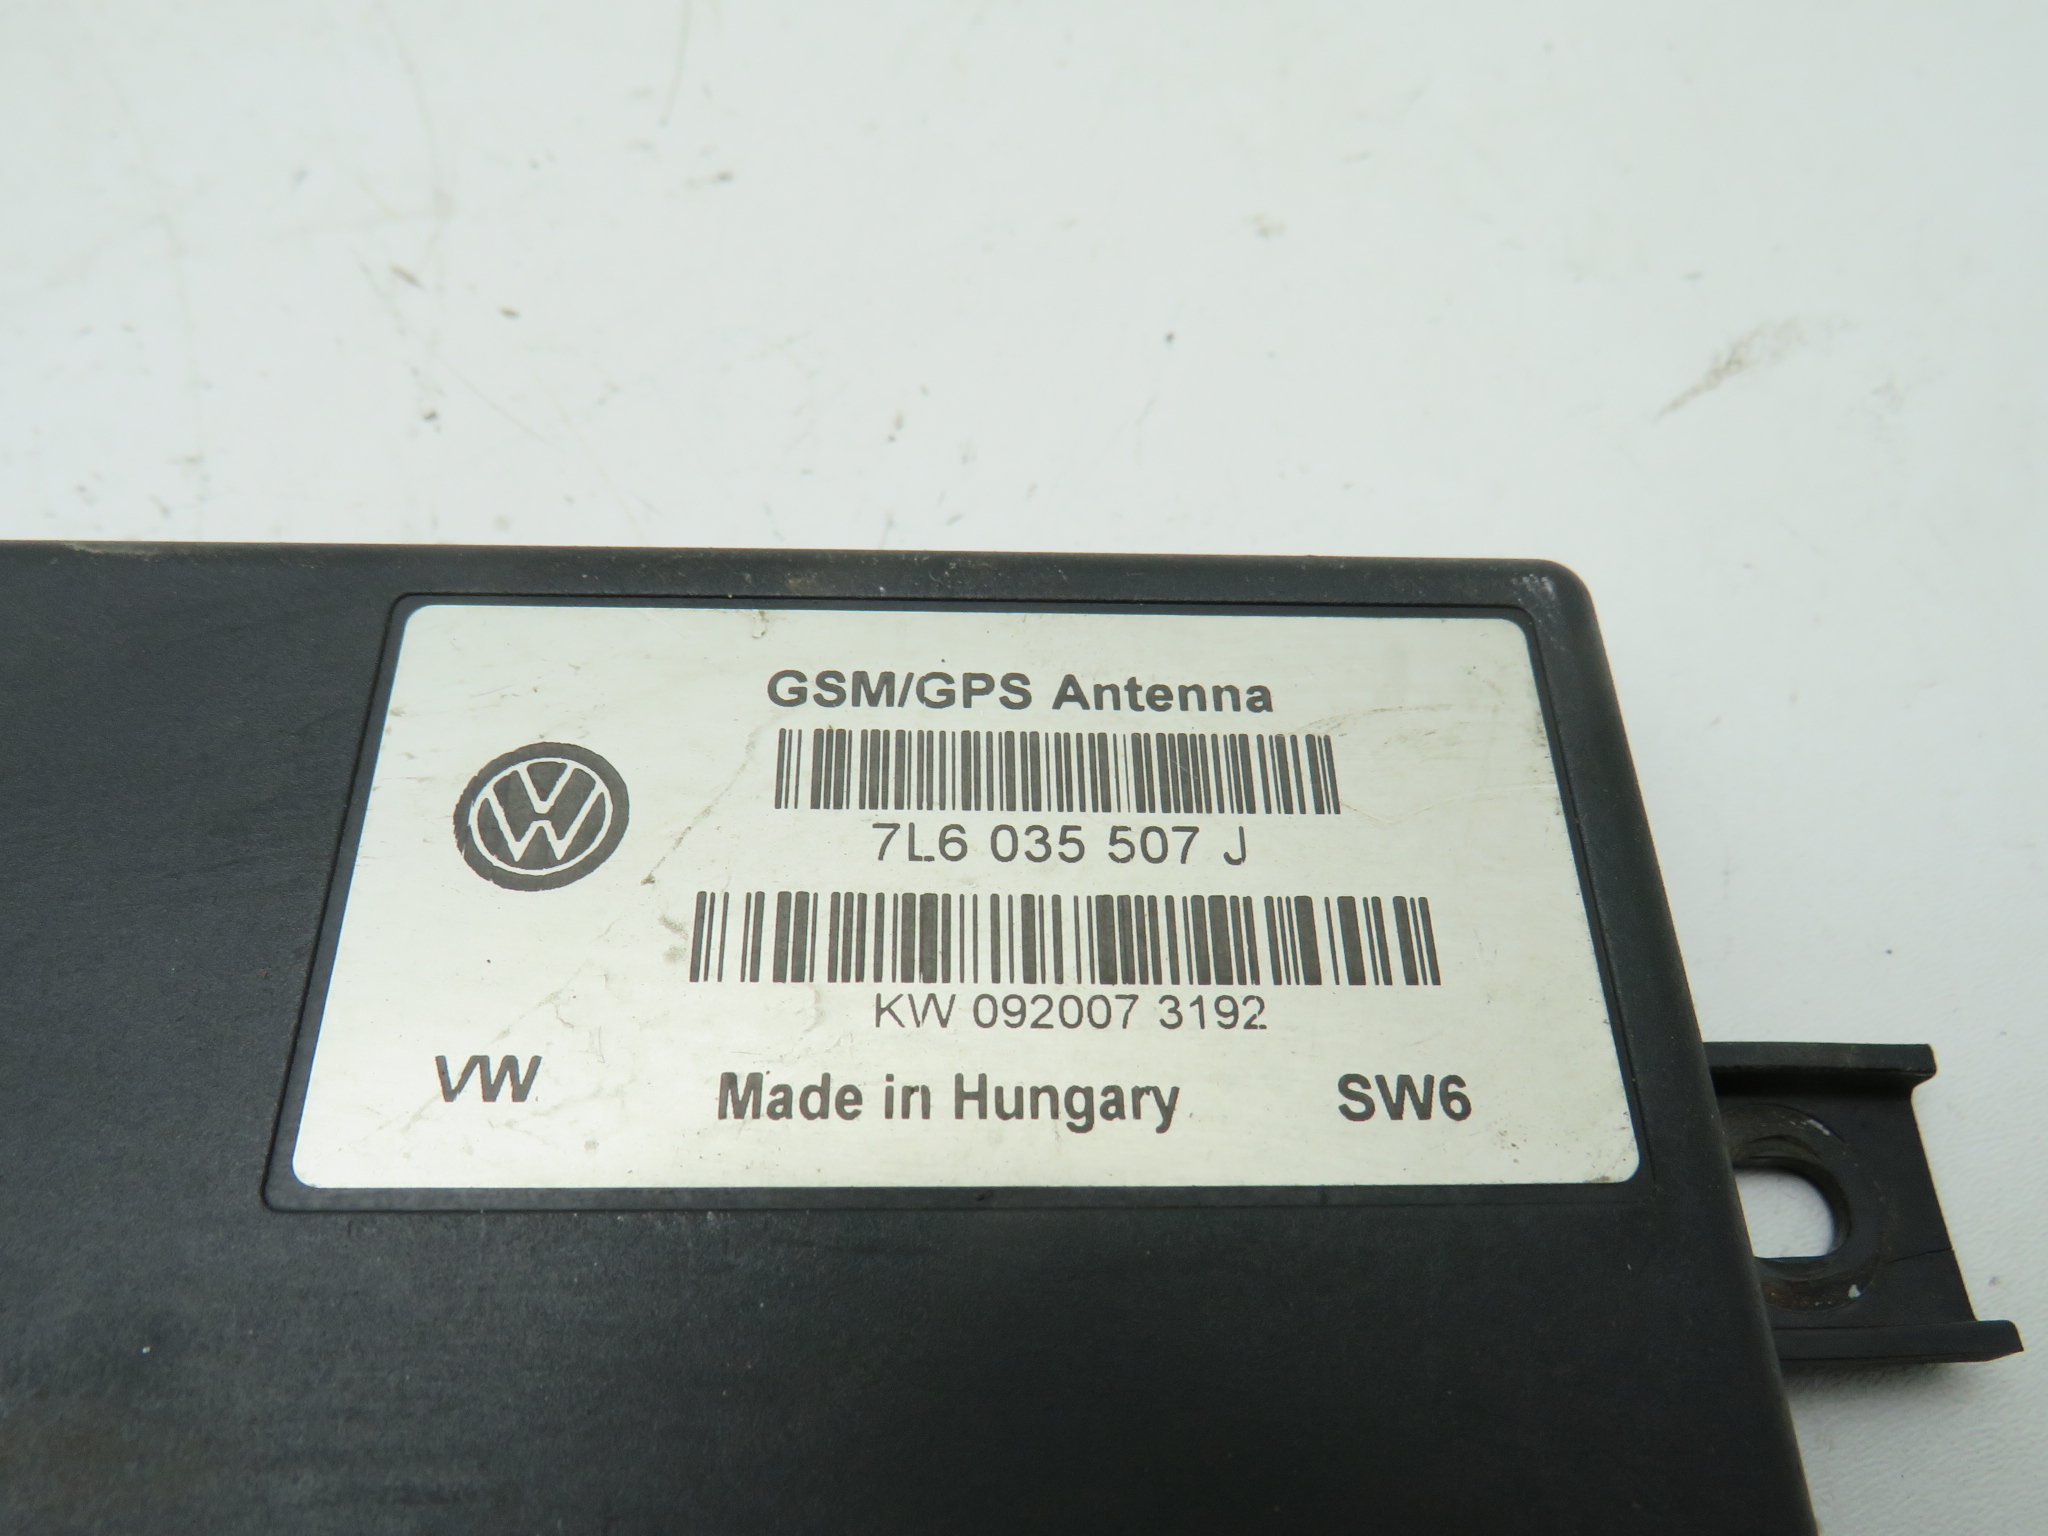 GSM/GPS Antenna
7L6 035 507 J
KW 092007 3192
VW Made in Hungary SW6